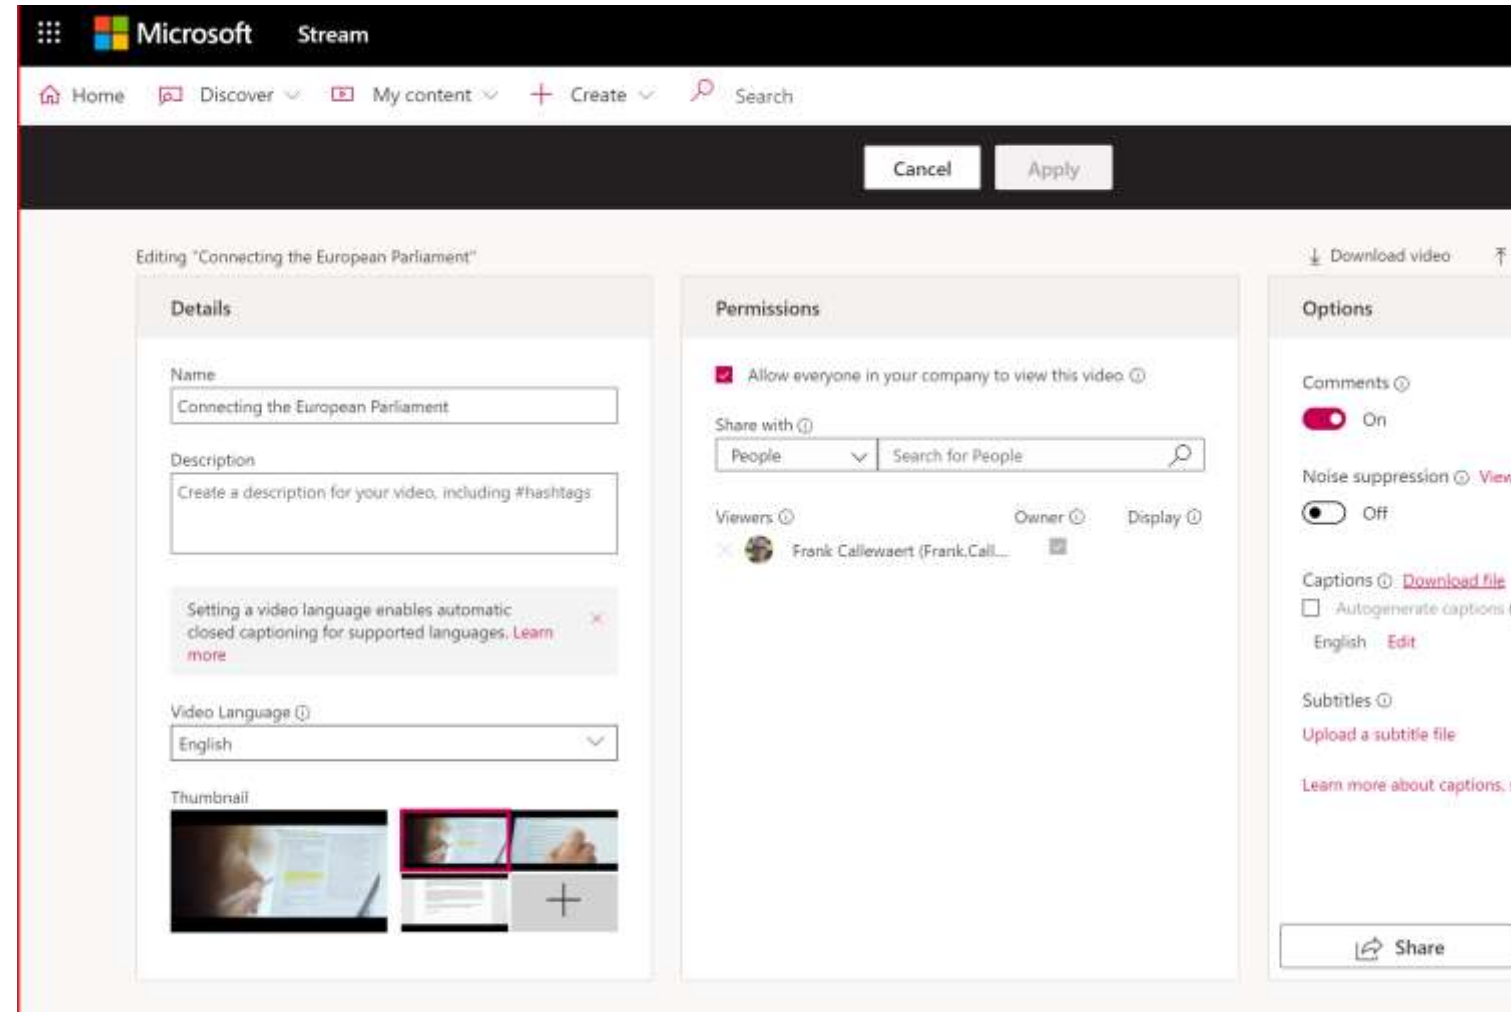 Microsoft Stream
Home Discover My content Create Search
Cancel Apply
Editing "Connecting the European Parliament"
Download video
Details
Name
Connecting the European Parliament
Description
Create a description for your video, including #hashtags
Setting a video language enables automatic
closed captioning for supported languages. Learn
more
Video Language
English
Thumbnail
Permissions
Allow everyone in your company to view this video
Share with
People Search for People
Viewers Owner Display
Frank Callewaert (Frank.Call...
Options
Comments
On
Noise suppression View
Off
Captions Download file
Autogenerate captions (
English Edit
Subtitles
Upload a subtitle file
Learn more about captions,
Share